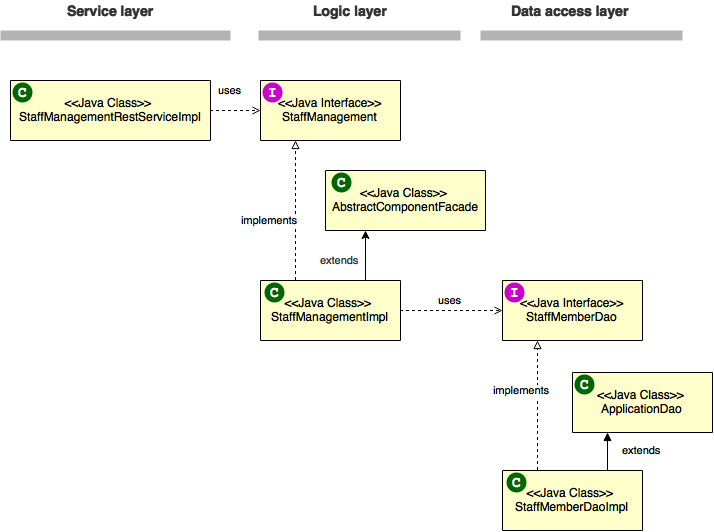 Service layer
Logic layer
Data access layer
C
<<Java Class>>
StaffManagementRestServiceImpl
uses
I
<<Java Interface>>
StaffManagement
C
<<Java Class>>
AbstractComponentFacade
implements
extends
C
<<Java Class>>
StaffManagementImpl
uses
I
<<Java Interface>>
StaffMemberDao
C
<<Java Class>>
ApplicationDao
implements
extends
C
<<Java Class>>
StaffMemberDaoImpl